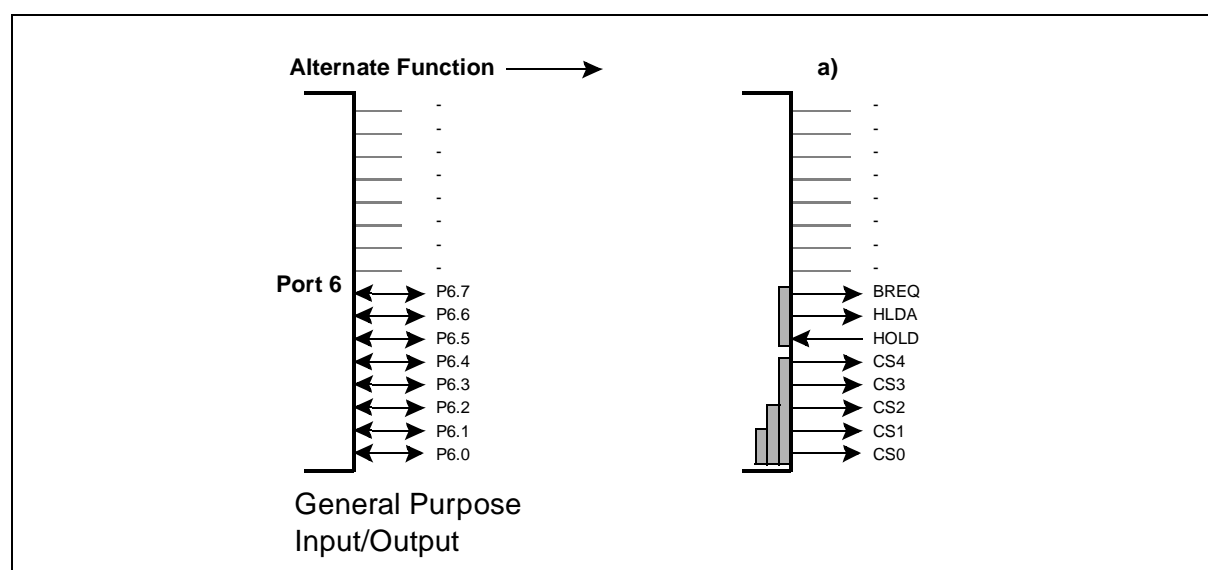 Alternate Function a)
- -
- -
- -
- -
- -
- -
- -
- -
Port 6
P6.7 BREQ
P6.6 HLDA
P6.5 HOLD
P6.4 CS4
P6.3 CS3
P6.2 CS2
P6.1 CS1
P6.0 CS0
General Purpose
Input/Output